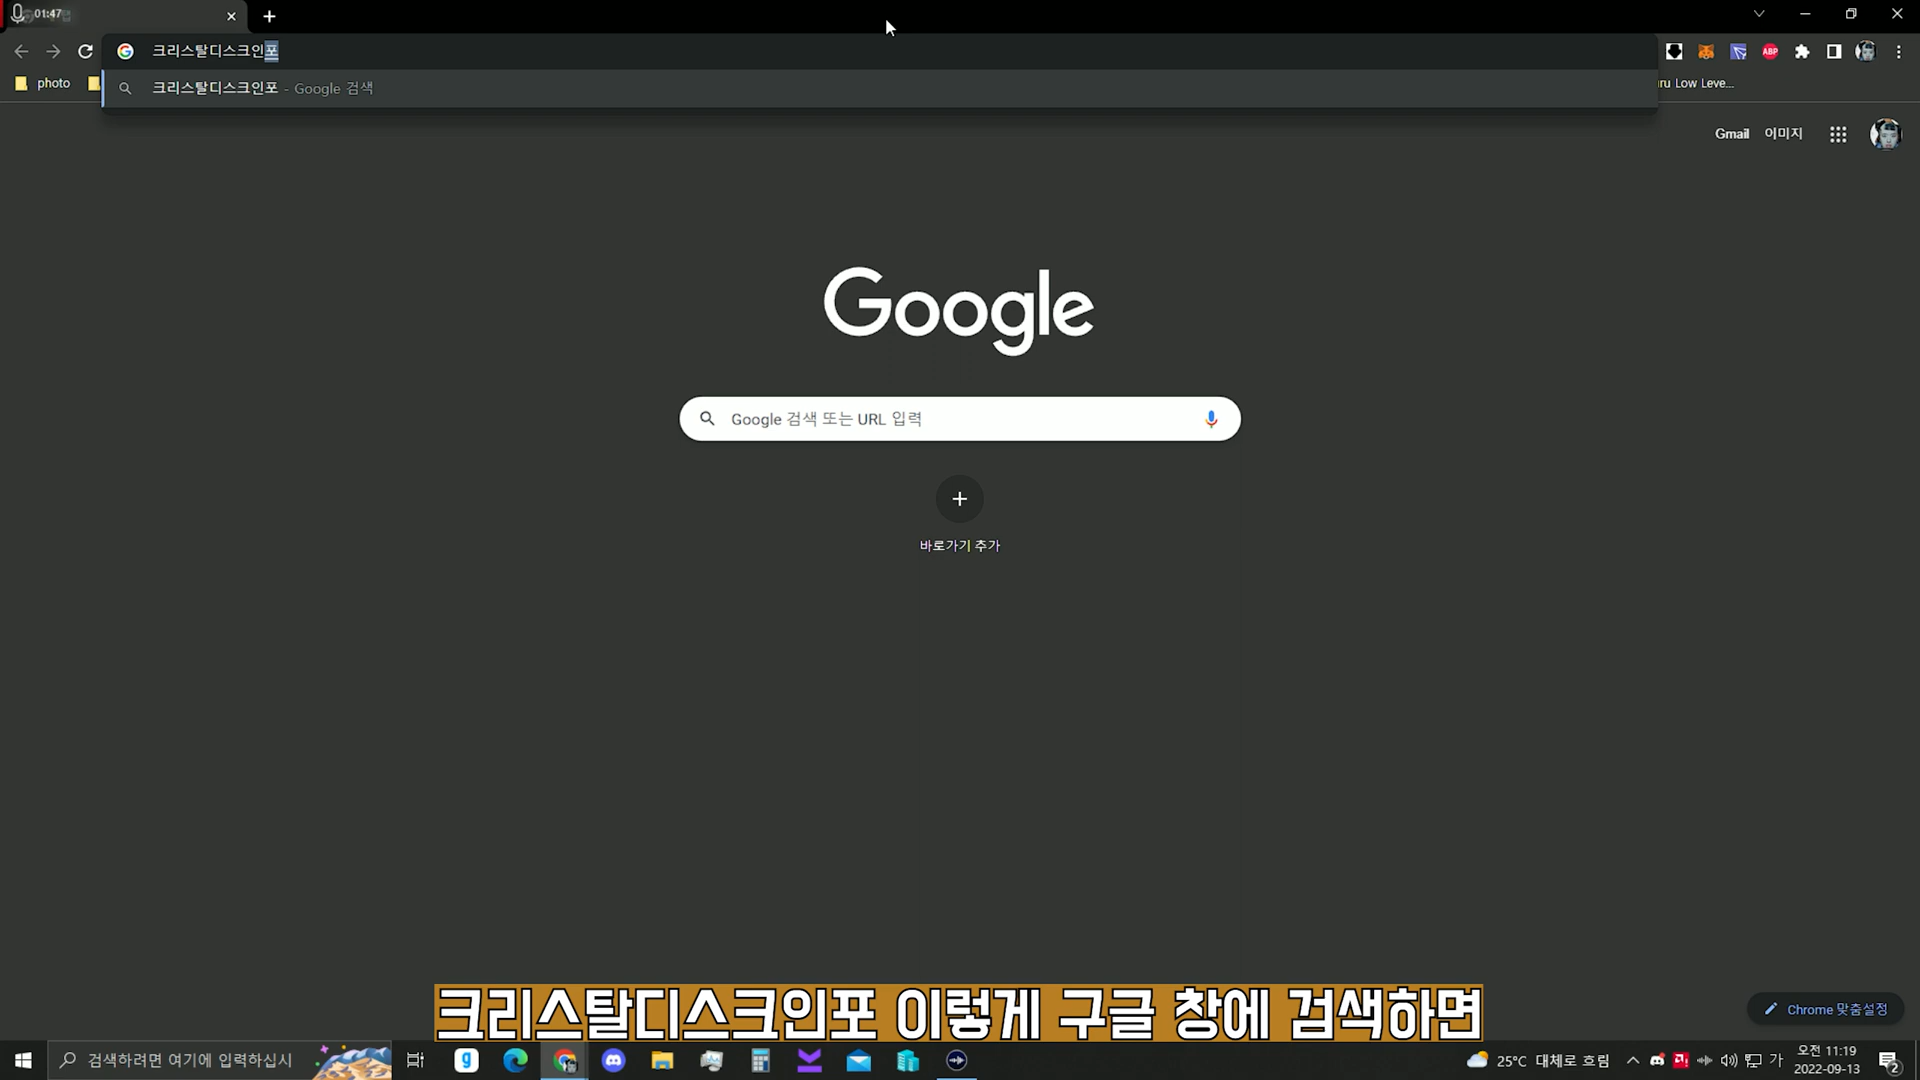 01:47
크리스탈디스크인포
photo
크리스탈디스크인포 - Google 검색
ru Low Leve...
ABP
Gmail 이미지
Google
Google 검색 또는 URL 입력
바로가기 추가
크리스탈디스크인포 이렇게 구글 창에 검색하면
Chrome 맞춤설정
검색하려면 여기에 입력하십시
25°C 대체로 흐림
가
오전 11:19
2022-09-13
2